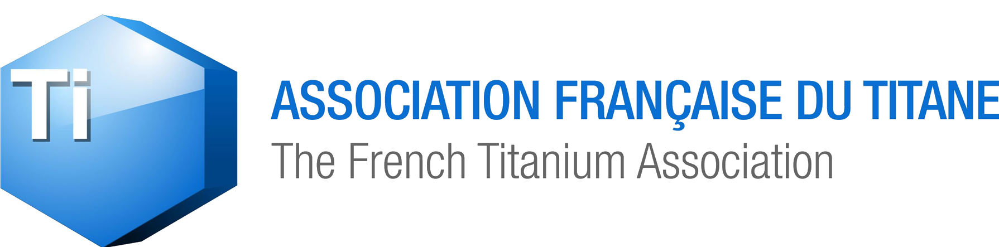 Ti
ASSOCIATION FRANÇAISE DU TITANE
The French Titanium Association